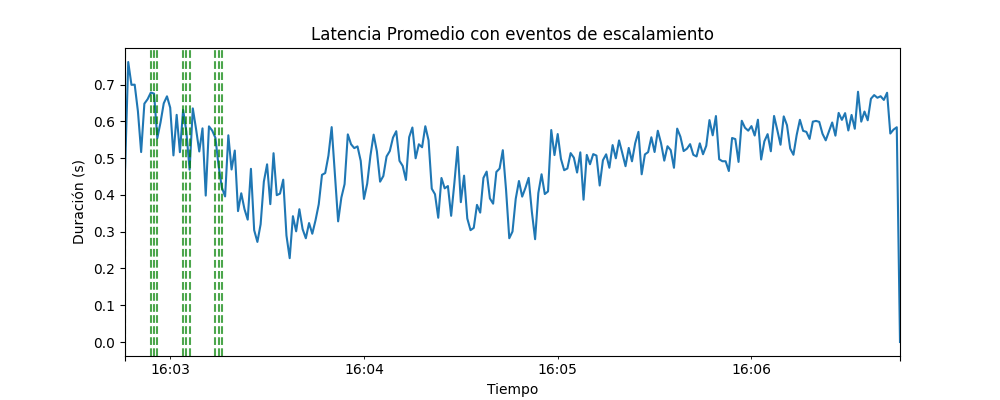 Latencia Promedio con eventos de escalamiento
Duración (s)
0.7
0.6
0.5
0.4
0.3
0.2
0.1
0.0
16:03 16:04 16:05 16:06
Tiempo